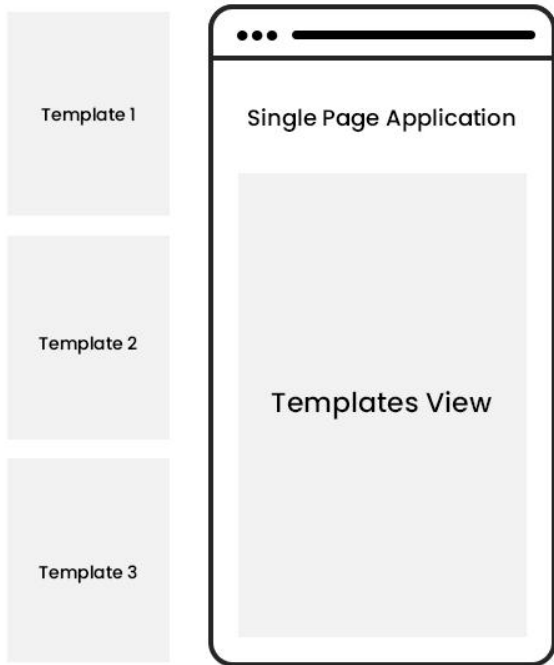 Template 1
Template 2
Template 3
Single Page Application
Templates View